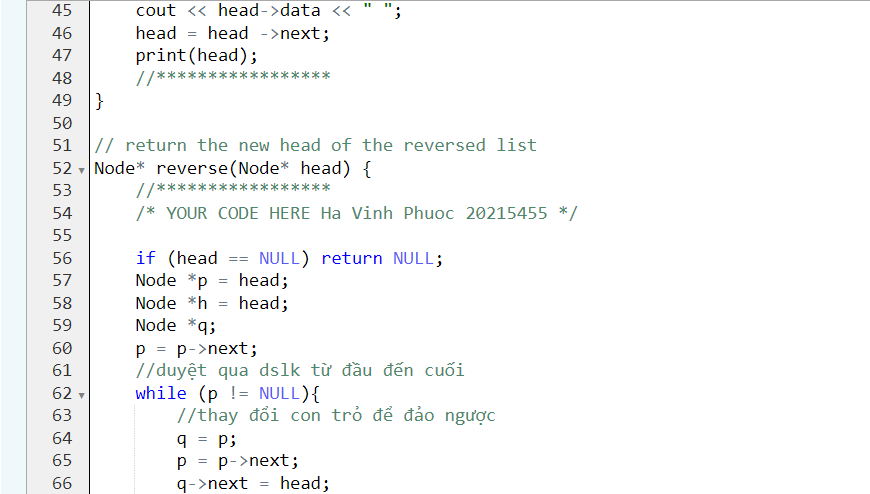 45 cout << head->data << " ";
46 head = head ->next;
47 print(head);
48 //*****************
49 }
50
51 // return the new head of the reversed list
52 Node* reverse(Node* head) {
53 //*****************
54 /* YOUR CODE HERE Ha Vinh Phuoc 20215455 */
55
56 if (head == NULL) return NULL;
57 Node *p = head;
58 Node *h = head;
59 Node *q;
60 p = p->next;
61 //duyệt qua dslk từ đầu đến cuối
62 while (p != NULL){
63 //thay đổi con trỏ để đảo ngược
64 q = p;
65 p = p->next;
66 q->next = head;